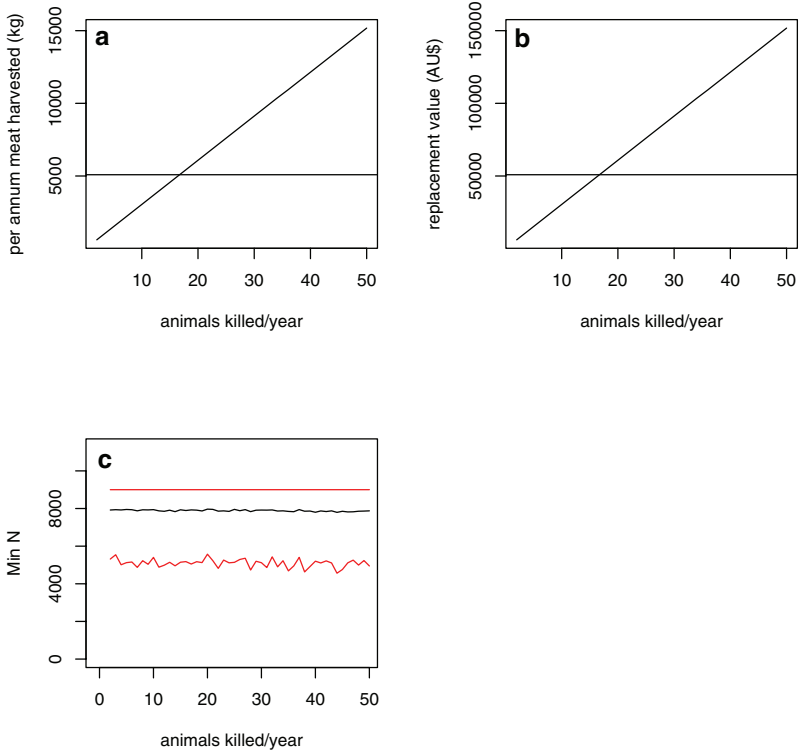 a
per annum meat harvested (kg)
15000
10000
5000
10 20 30 40 50
animals killed/year
b
replacement value (AU$)
150000
100000
50000
10 20 30 40 50
animals killed/year
c
Min N
8000
4000
0
0 10 20 30 40 50
animals killed/year